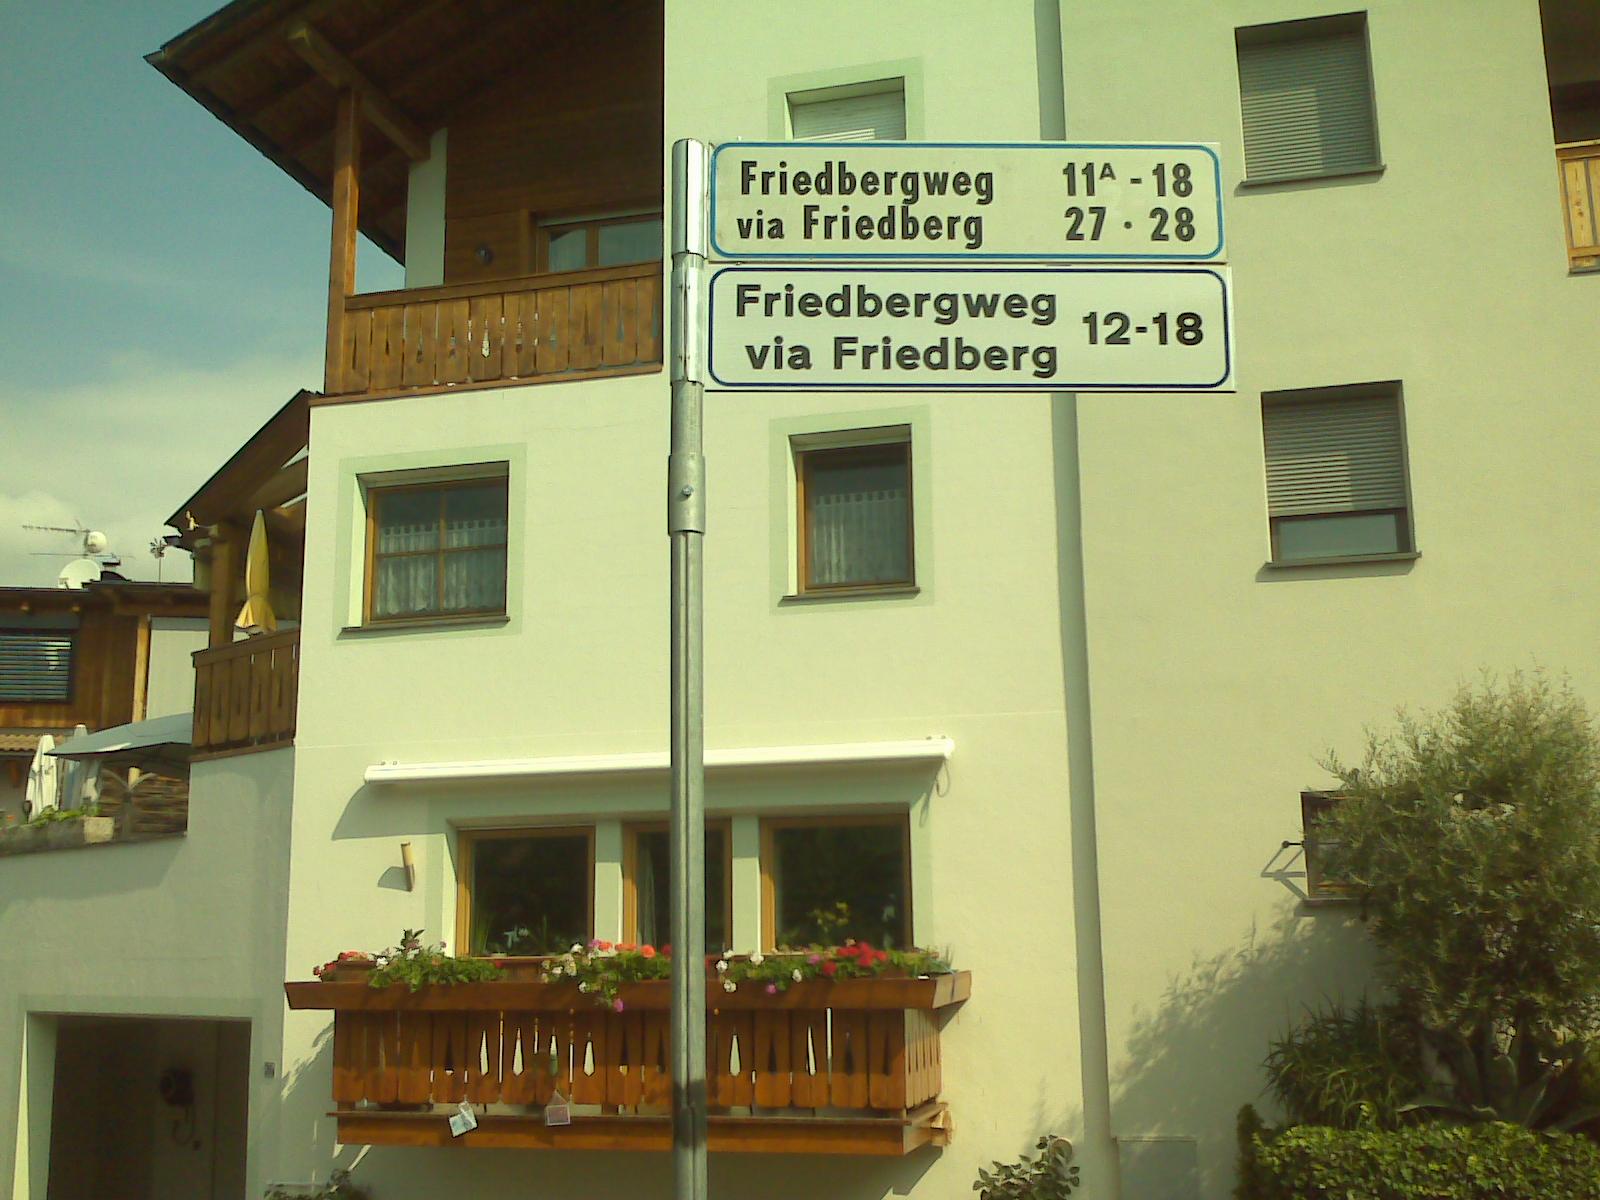 Friedbergweg 11A - 18
via Friedberg 27 · 28
Friedbergweg 12-18
via Friedberg